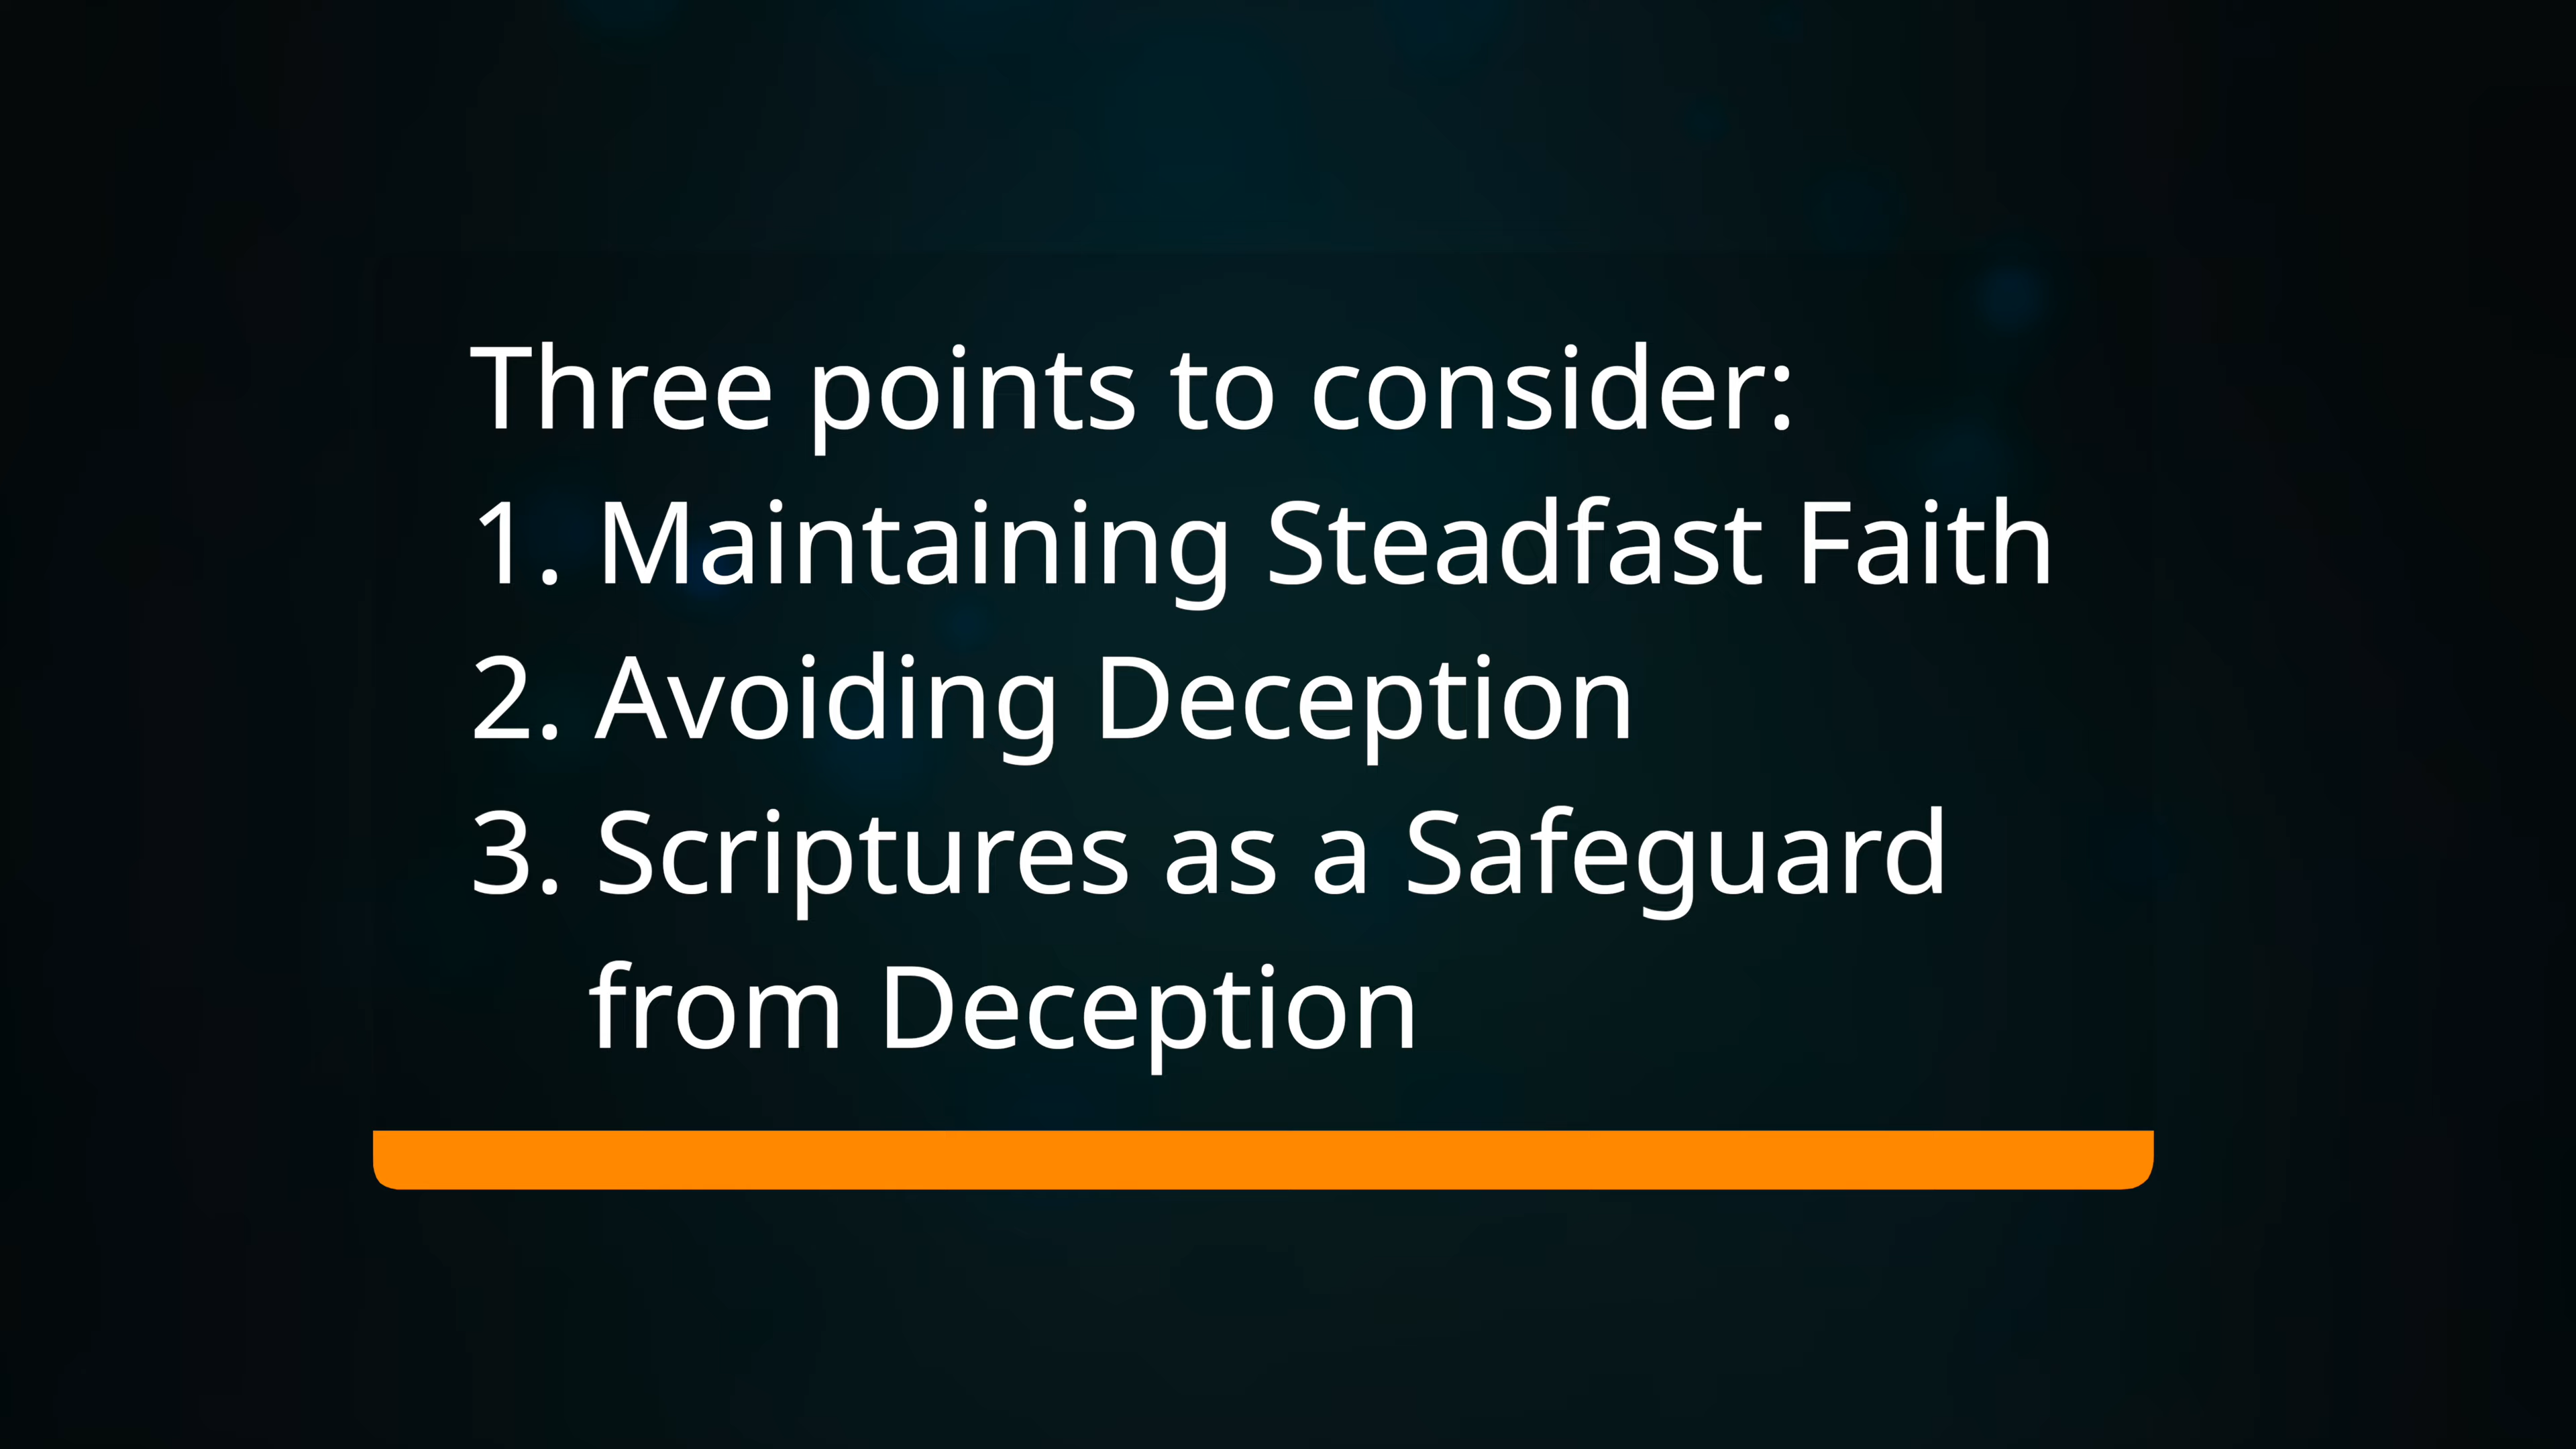 Three points to consider:
1. Maintaining Steadfast Faith
2. Avoiding Deception
3. Scriptures as a Safeguard
from Deception